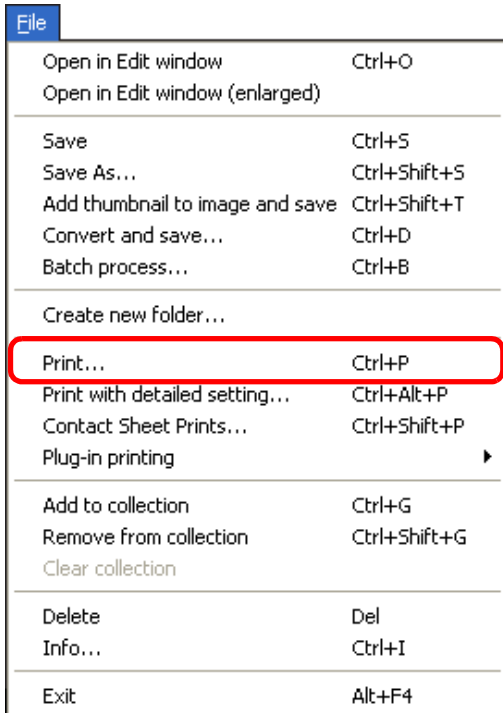 File
Open in Edit window Ctrl+O
Open in Edit window (enlarged)
Save Ctrl+S
Save As... Ctrl+Shift+S
Add thumbnail to image and save Ctrl+Shift+T
Convert and save... Ctrl+D
Batch process... Ctrl+B
Create new folder...
Print... Ctrl+P
Print with detailed setting... Ctrl+Alt+P
Contact Sheet Prints... Ctrl+Shift+P
Plug-in printing
Add to collection Ctrl+G
Remove from collection Ctrl+Shift+G
Clear collection
Delete Del
Info... Ctrl+I
Exit Alt+F4